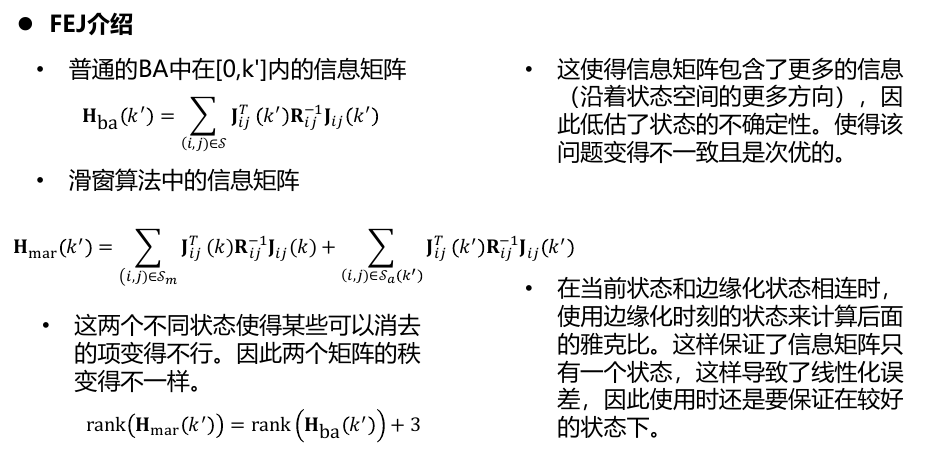 ● FEJ介绍
• 普通的BA中在[0,k']内的信息矩阵
$\mathbf{H}_{\text{ba}}(k') = \sum_{(i,j)\in\mathcal{S}} \mathbf{J}_{ij}^{T}(k')\mathbf{R}_{ij}^{-1}\mathbf{J}_{ij}(k')$
• 滑窗算法中的信息矩阵
$\mathbf{H}_{\text{mar}}(k') = \sum_{(i,j)\in\mathcal{S}_m} \mathbf{J}_{ij}^{T}(k)\mathbf{R}_{ij}^{-1}\mathbf{J}_{ij}(k) + \sum_{(i,j)\in\mathcal{S}_a(k')} \mathbf{J}_{ij}^{T}(k')\mathbf{R}_{ij}^{-1}\mathbf{J}_{ij}(k')$
• 这两个不同状态使得某些可以消去
的项变得不行。因此两个矩阵的秩
变得不一样。
$\text{rank}(\mathbf{H}_{\text{mar}}(k')) = \text{rank}(\mathbf{H}_{\text{ba}}(k')) + 3$
• 这使得信息矩阵包含了更多的信息
（沿着状态空间的更多方向），因
此低估了状态的不确定性。使得该
问题变得不一致且是次优的。
• 在当前状态和边缘化状态相连时，
使用边缘化时刻的状态来计算后面
的雅克比。这样保证了信息矩阵只
有一个状态，这样导致了线性化误
差，因此使用时还是要保证在较好
的状态下。